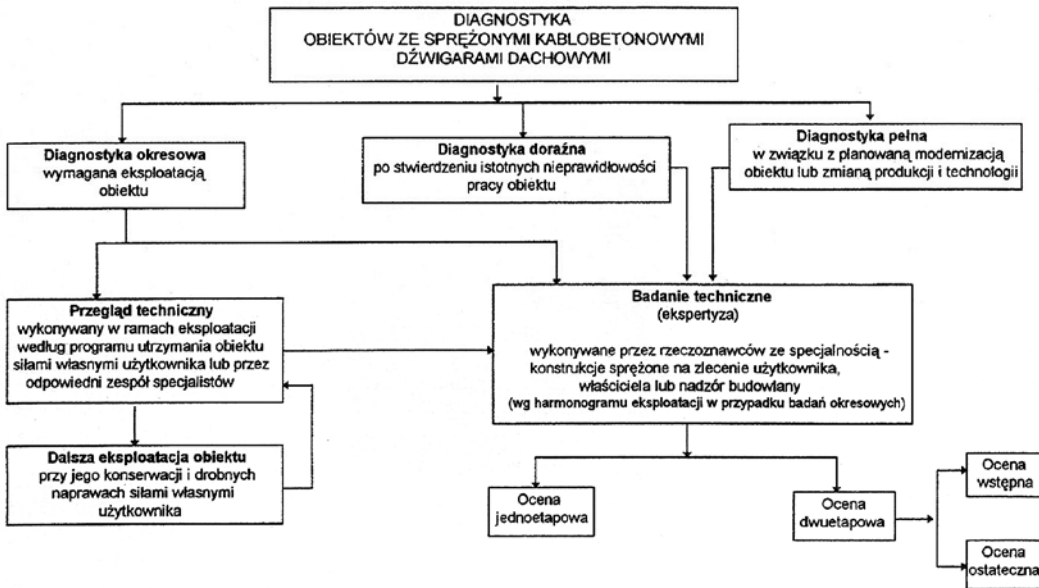 DIAGNOSTYKA
OBIEKTÓW ZE SPRĘŻONYMI KABLOBETONOWYMI
DŹWIGARAMI DACHOWYMI
Diagnostyka okresowa
wymagana eksploatacją
obiektu
Diagnostyka doraźna
po stwierdzeniu istotnych nieprawidłowości
pracy obiektu
Diagnostyka pełna
w związku z planowaną modernizacją
obiektu lub zmianą produkcji i technologii
Przegląd techniczny
wykonywany w ramach eksploatacji
według programu utrzymania obiektu
siłami własnymi użytkownika lub przez
odpowiedni zespół specjalistów
Badanie techniczne
(ekspertyza)
wykonywane przez rzeczoznawców ze specjalnością -
konstrukcje sprężone na zlecenie użytkownika,
właściciela lub nadzór budowlany
(wg harmonogramu eksploatacji w przypadku badań okresowych)
Dalsza eksploatacja obiektu
przy jego konserwacji i drobnych
naprawach siłami własnymi
użytkownika
Ocena
jednoetapowa
Ocena
dwuetapowa
Ocena
wstępna
Ocena
ostateczna